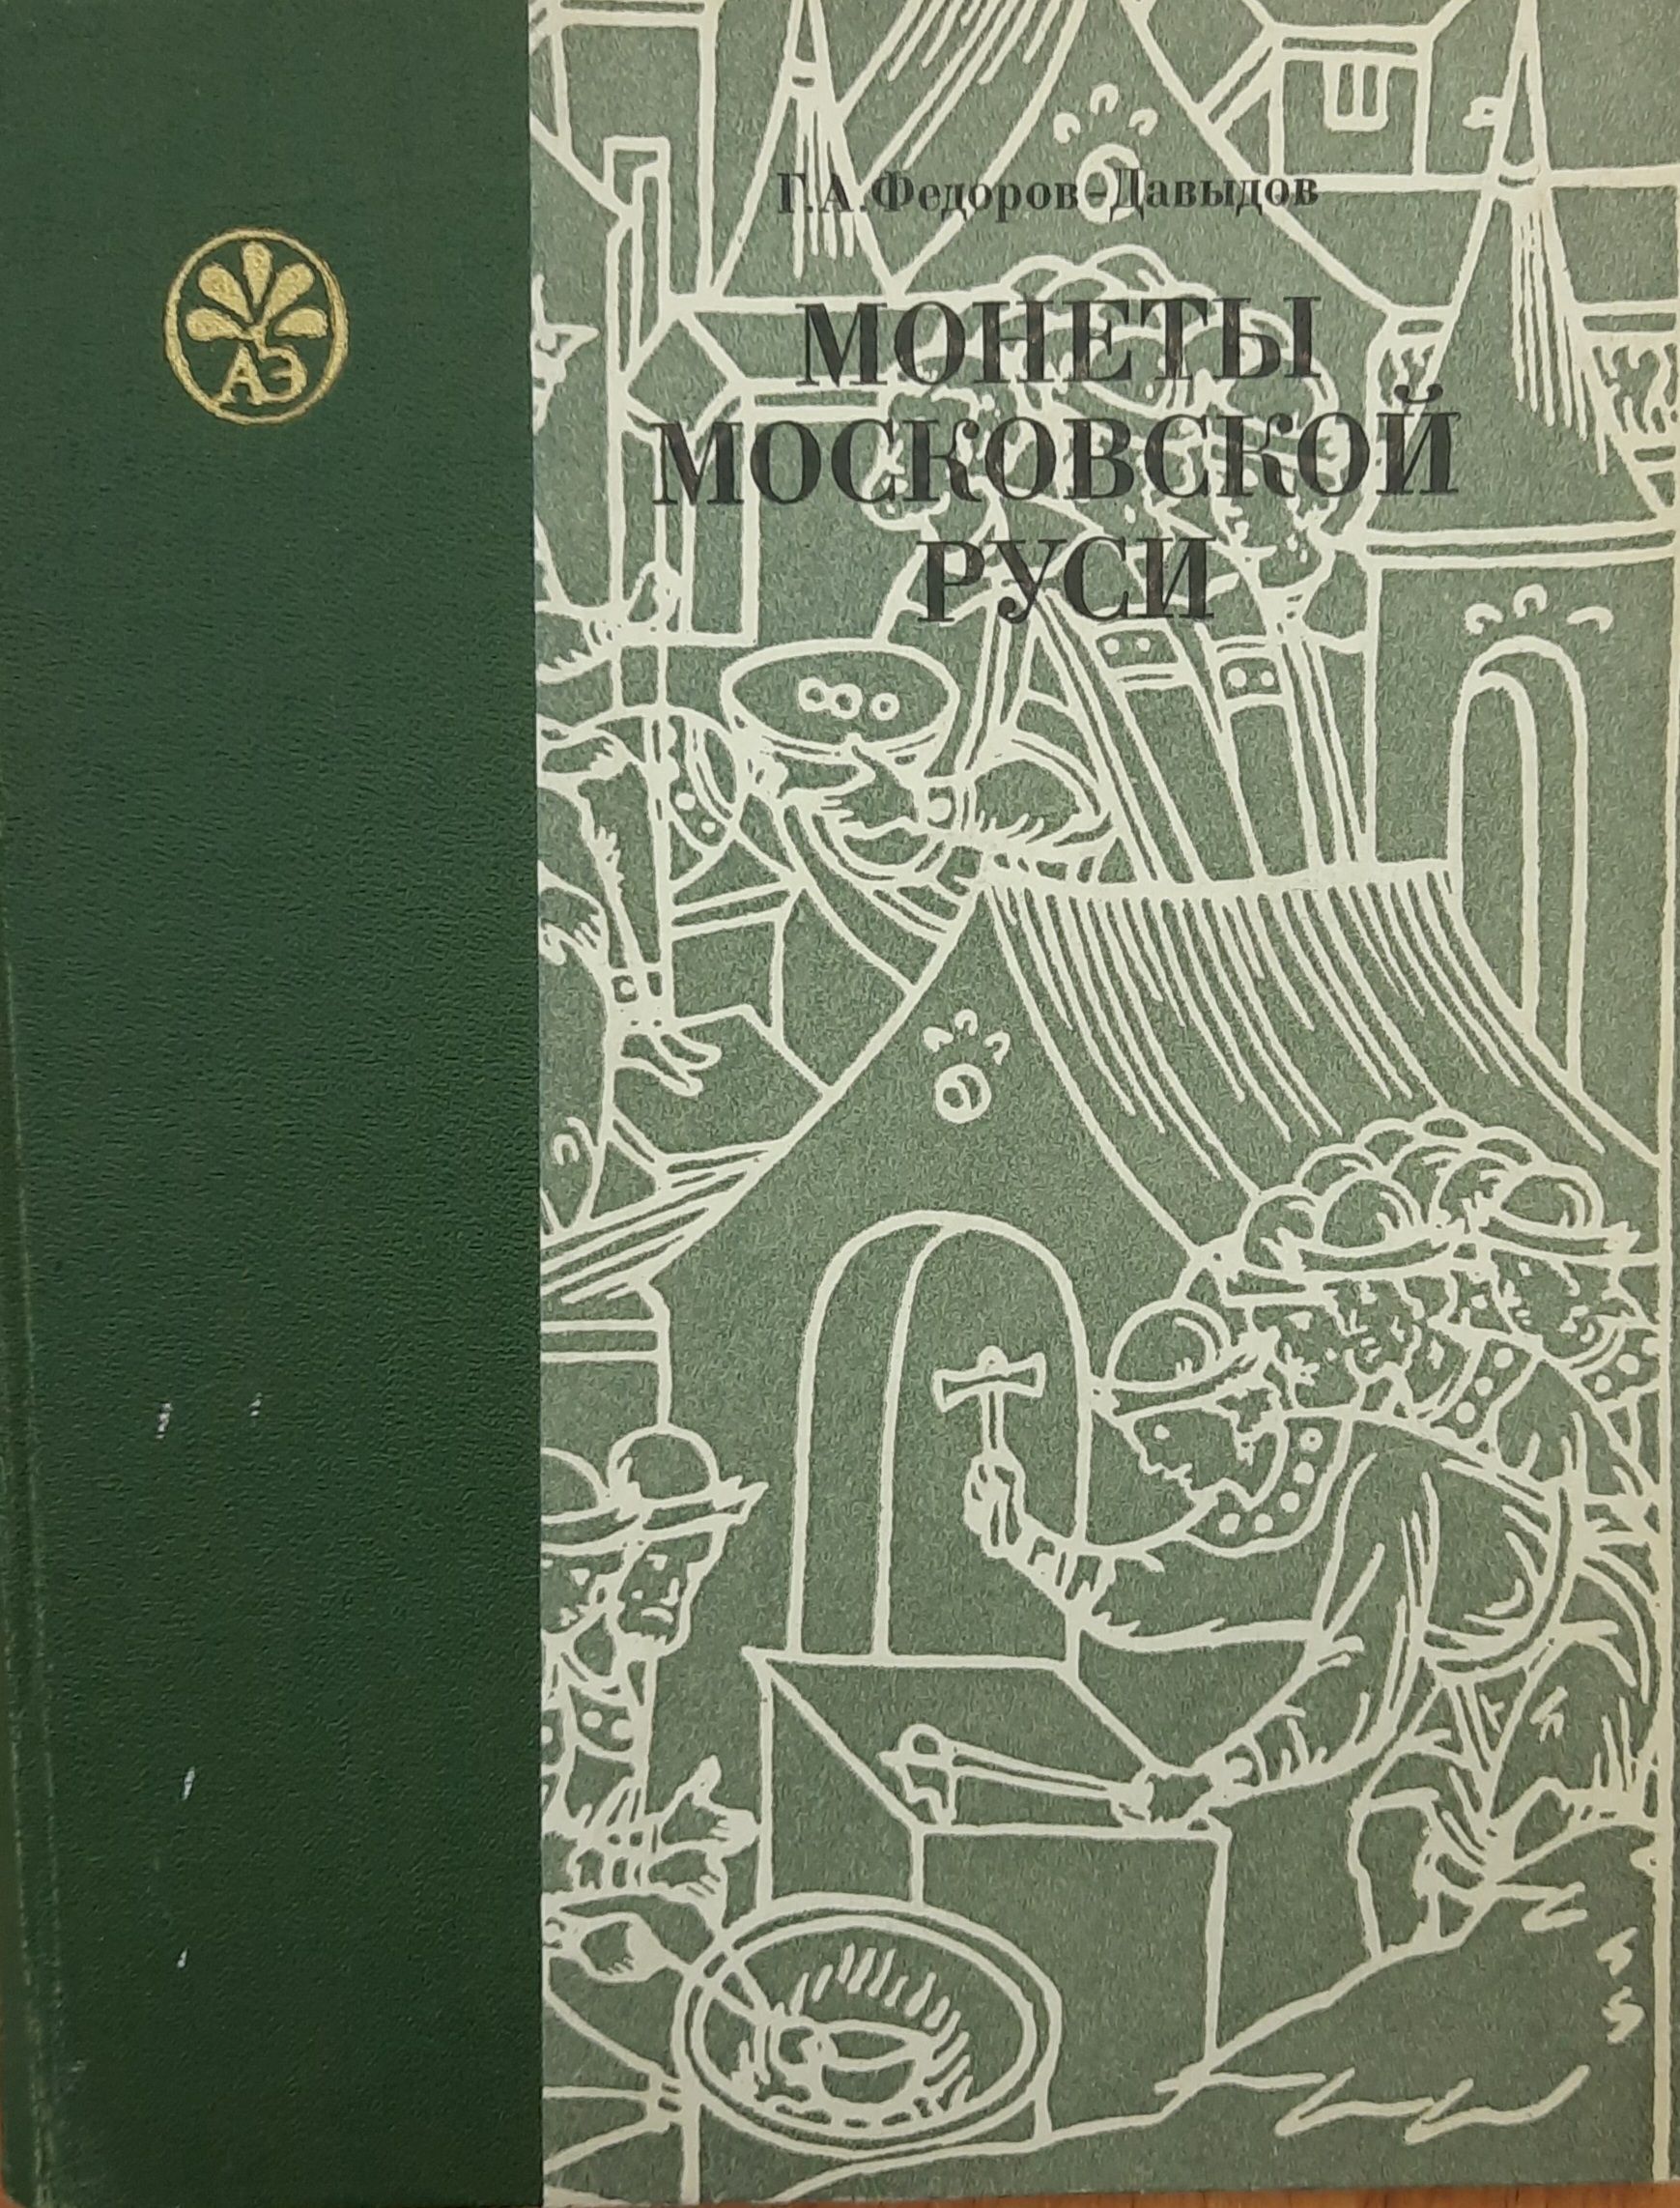 Г.А.Федоров-Давыдов
МОНЕТЫ
МОСКОВСКОЙ
РУСИ
АЭ